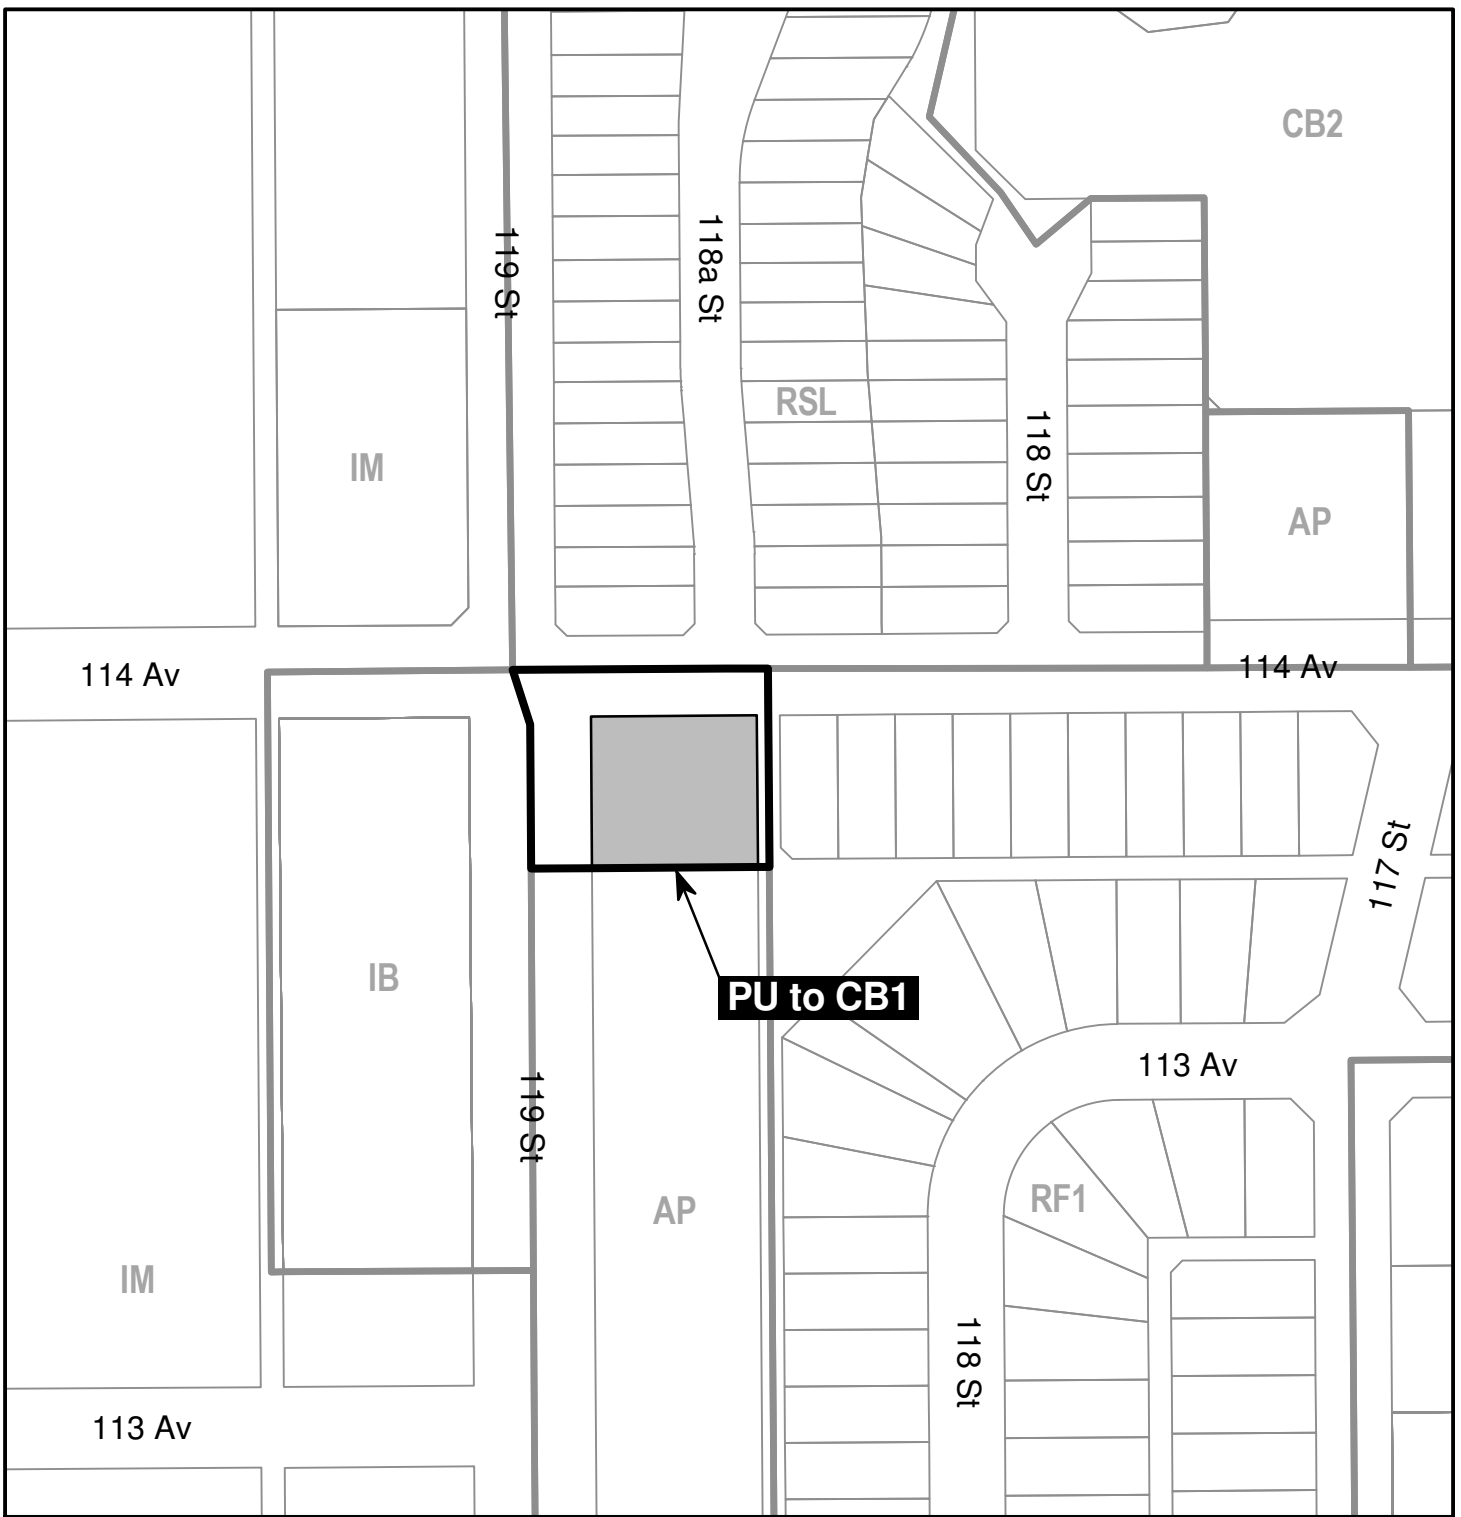 CB2
119 St
118a St
RSL
118 St
IM
AP
114 Av
114 Av
117 St
IB
PU to CB1
113 Av
119 St
AP
RF1
IM
118 St
113 Av